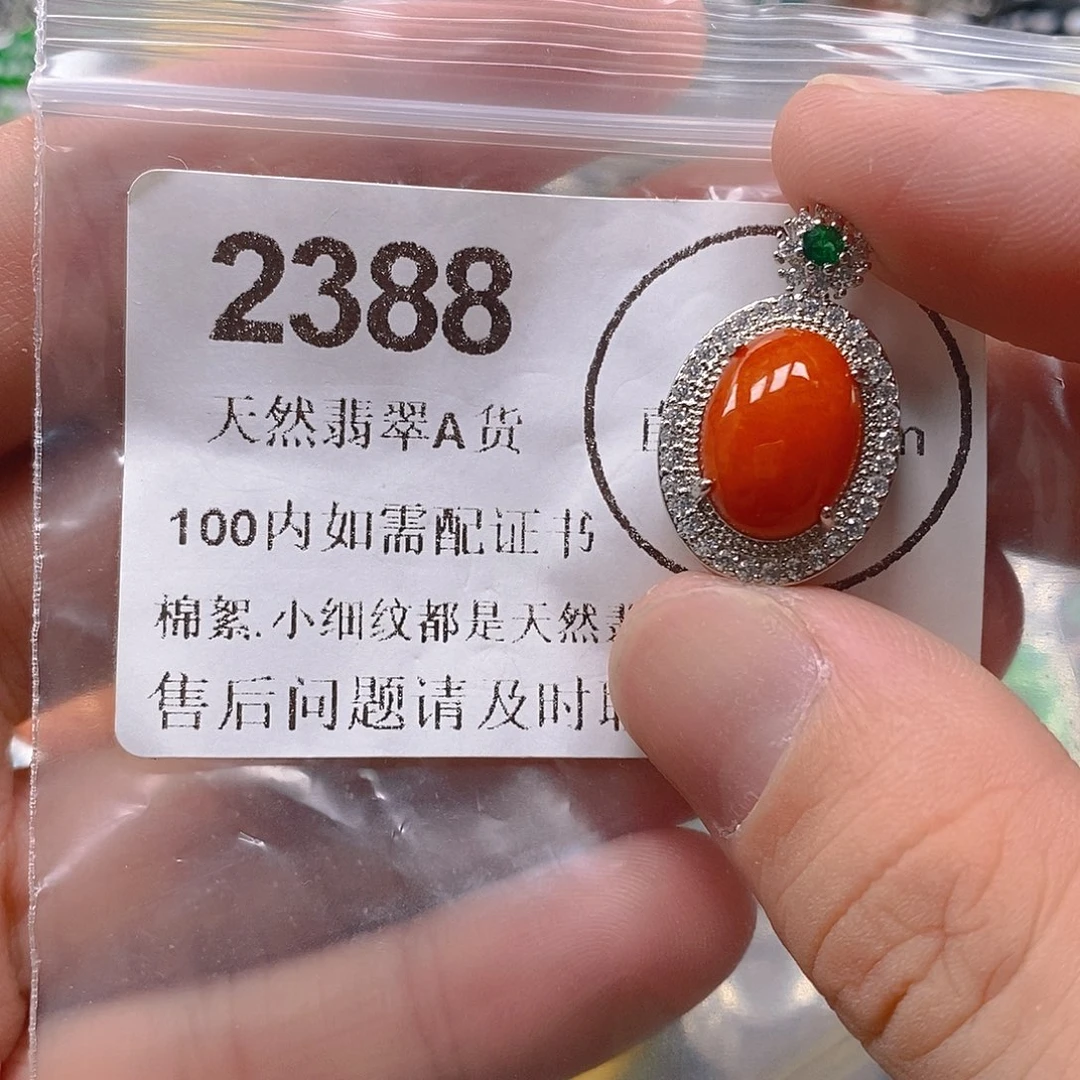 2388
天然翡翠A货
100内如需配证书
棉絮.小细纹都是天然
售后问题请及时